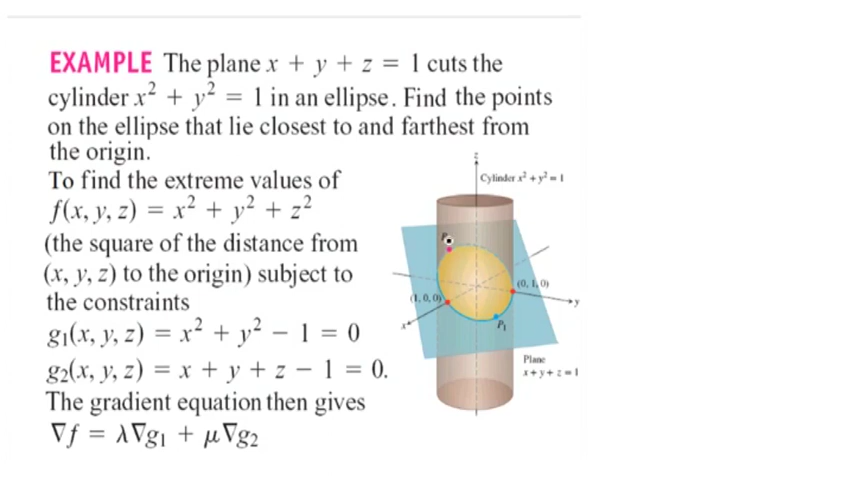 EXAMPLE The plane x + y + z = 1 cuts the
cylinder x² + y² = 1 in an ellipse. Find the points
on the ellipse that lie closest to and farthest from
the origin.
To find the extreme values of
f(x, y, z) = x² + y² + z²
(the square of the distance from
(x, y, z) to the origin) subject to
the constraints
g₁(x, y, z) = x² + y² − 1 = 0
g₂(x, y, z) = x + y + z − 1 = 0.
The gradient equation then gives
∇f = λ∇g₁ + μ∇g₂
z
Cylinder x² + y² = 1
(0, 1, 0)
(1, 0, 0)
y
x
P₁
Plane
x + y + z = 1